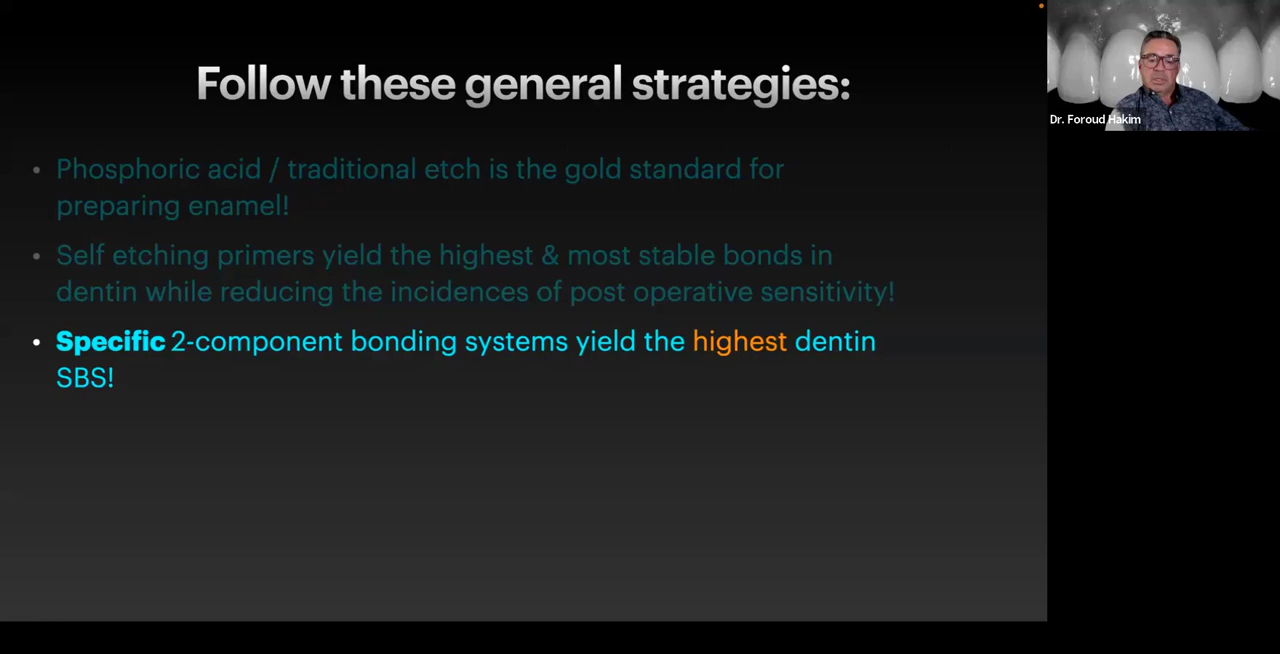 Follow these general strategies:
• Phosphoric acid / traditional etch is the gold standard for
preparing enamel!
• Self etching primers yield the highest & most stable bonds in
dentin while reducing the incidences of post operative sensitivity!
• Specific 2-component bonding systems yield the highest dentin
SBS!
Dr. Foroud Hakim